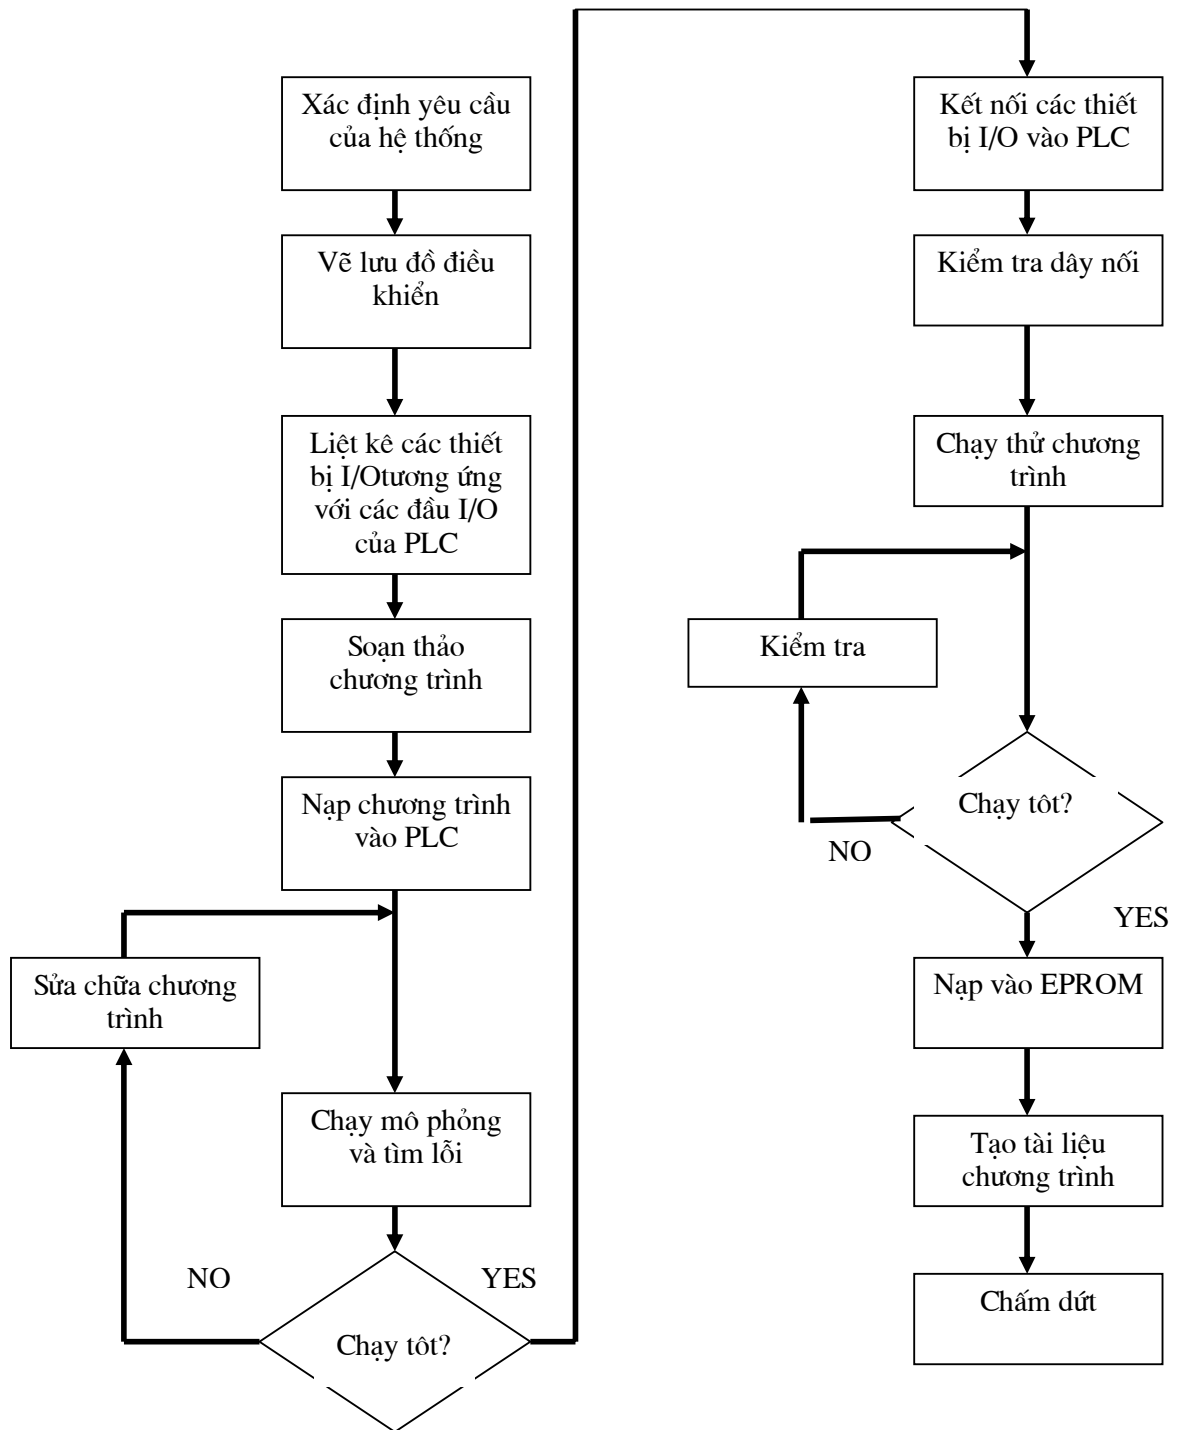 Xác định yêu cầu
của hệ thống
Vẽ lưu đồ điều
khiển
Liệt kê các thiết
bị I/Otương ứng
với các đầu I/O
của PLC
Soạn thảo
chương trình
Nạp chương trình
vào PLC
Sửa chữa chương
trình
Chạy mô phỏng
và tìm lỗi
NO
YES
Chạy tôt?
Kết nối các thiết
bị I/O vào PLC
Kiểm tra dây nối
Chạy thử chương
trình
Kiểm tra
Chạy tôt?
NO
YES
Nạp vào EPROM
Tạo tài liệu
chương trình
Chấm dứt